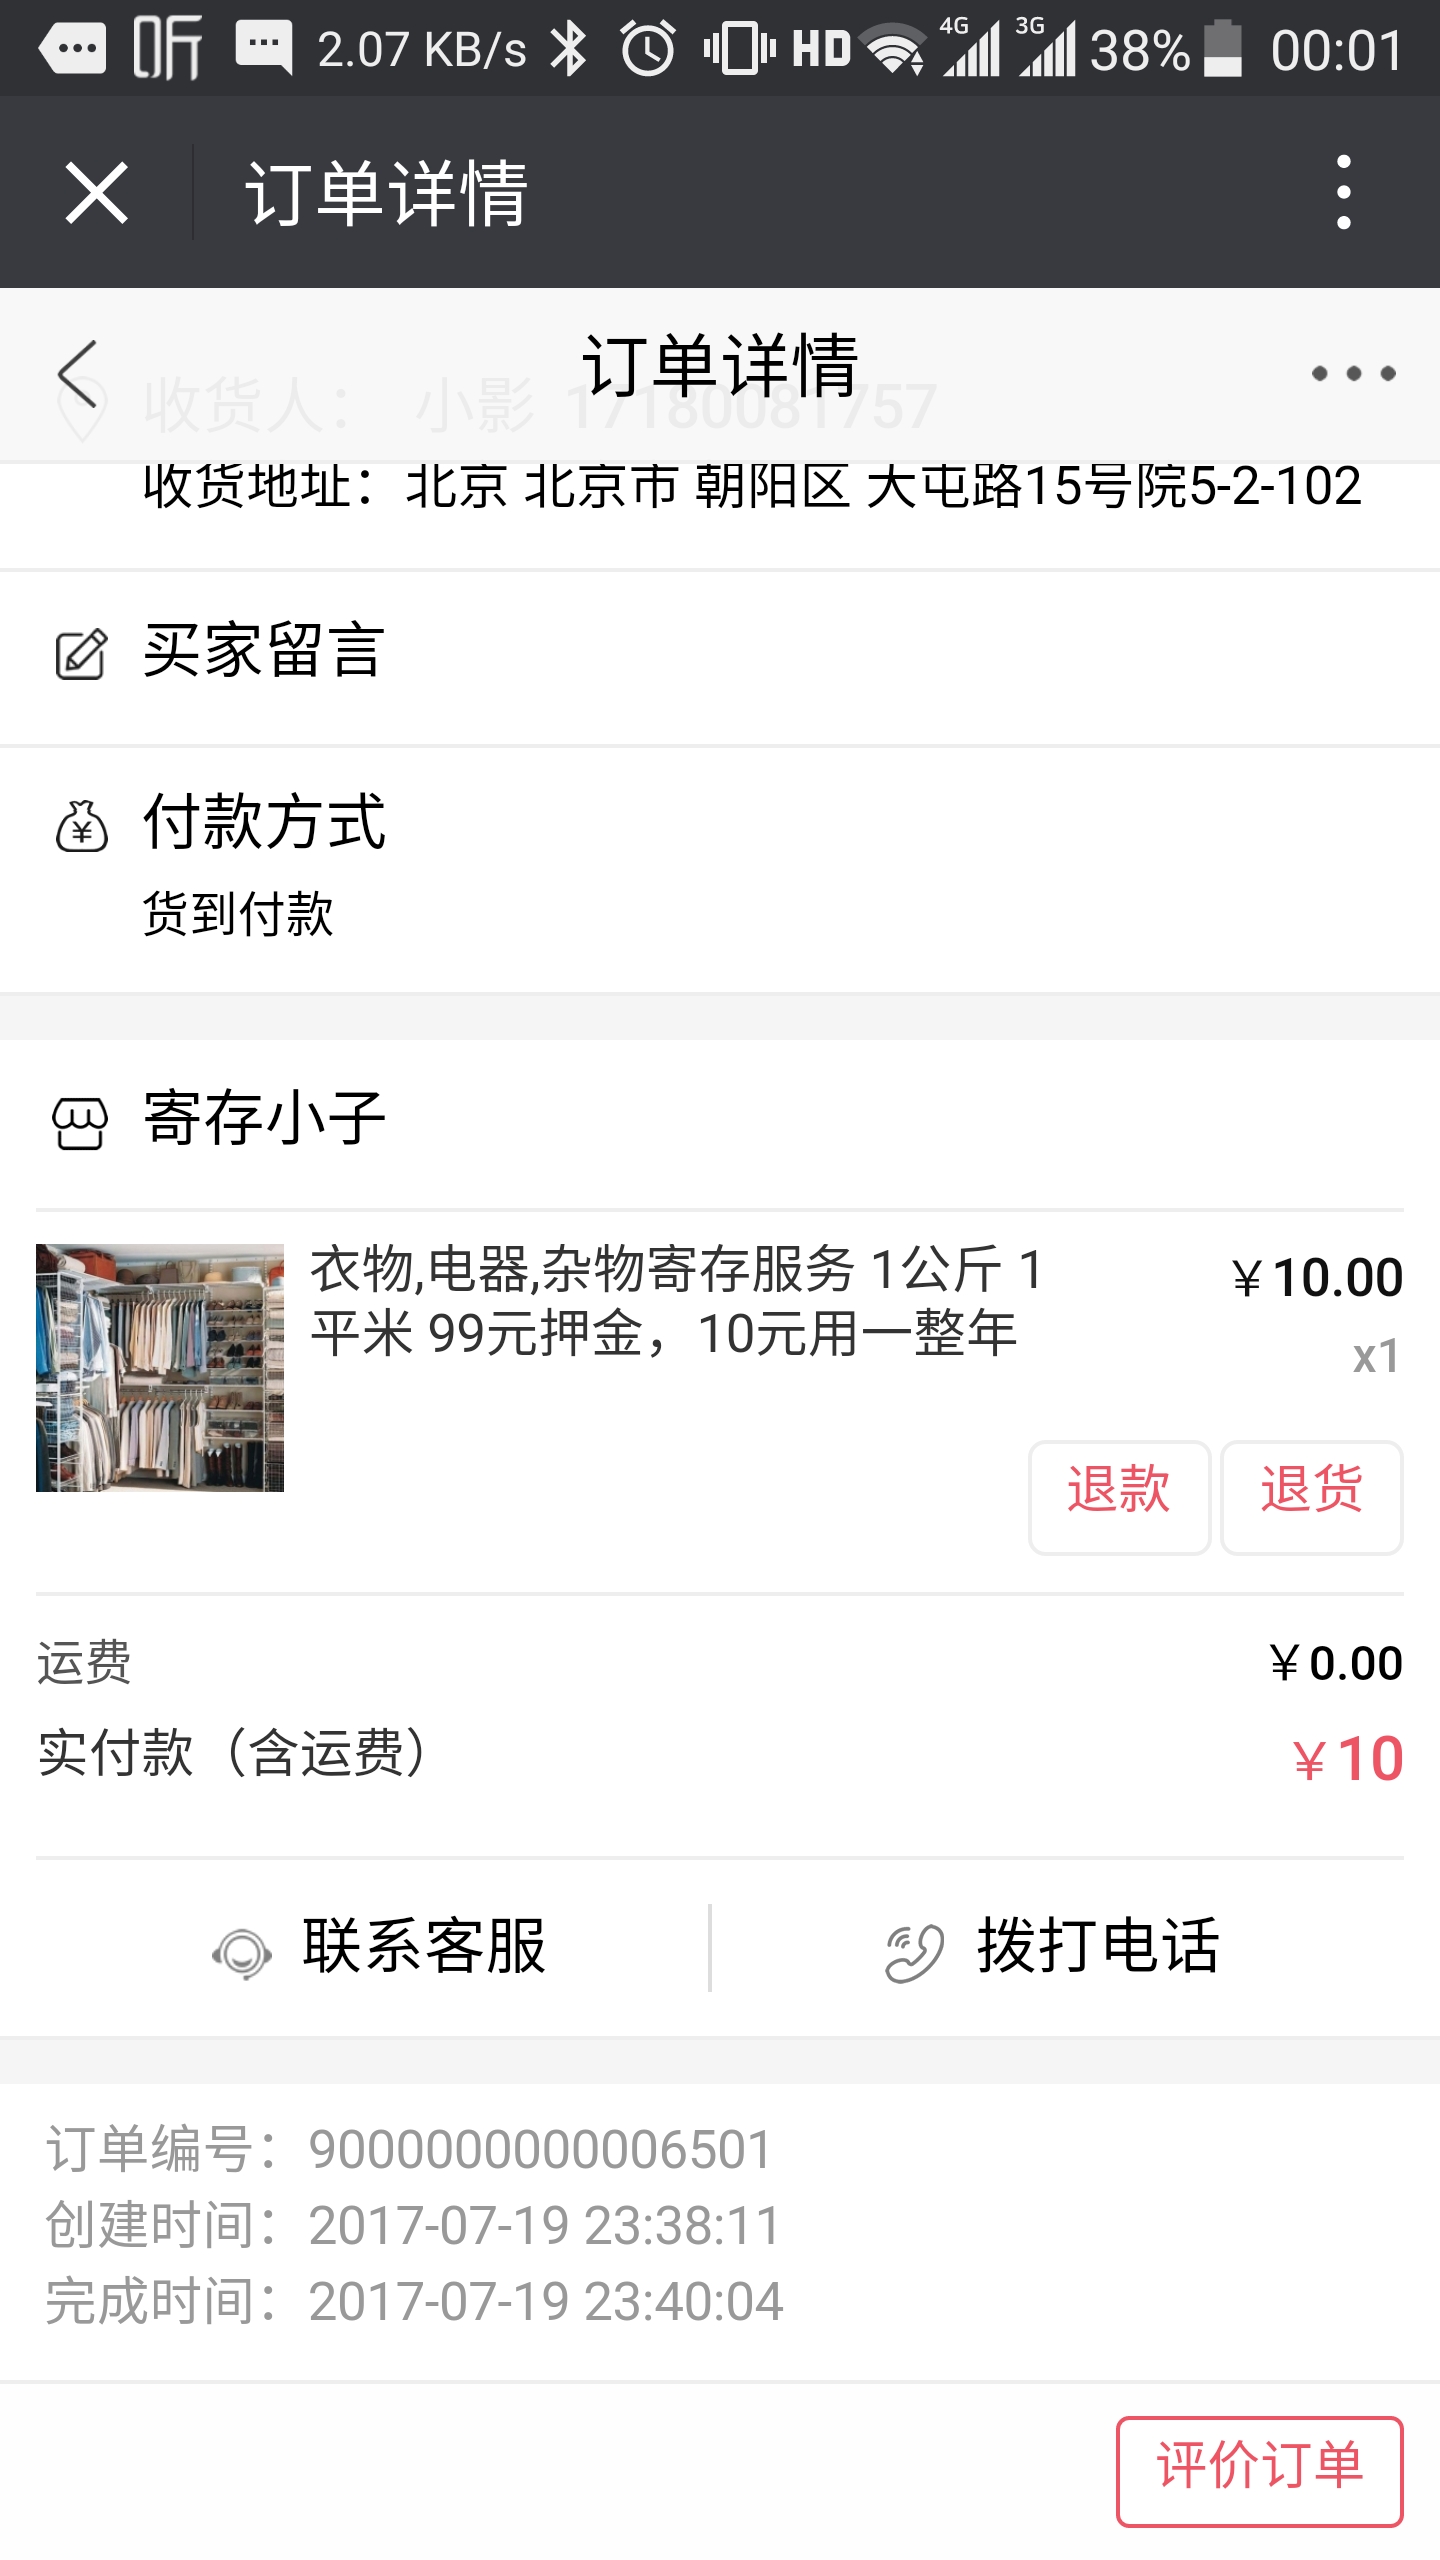 听 2.07 KB/s HD 4G 3G 38% 00:01
订单详情
订单详情
收货人： 小影 17180081757
收货地址：北京 北京市 朝阳区 大屯路15号院5-2-102
买家留言
付款方式
货到付款
寄存小子
衣物,电器,杂物寄存服务 1公斤 1
平米 99元押金，10元用一整年
￥10.00
x1
退款 退货
运费 ￥0.00
实付款（含运费） ￥10
联系客服 拨打电话
订单编号：9000000000006501
创建时间：2017-07-19 23:38:11
完成时间：2017-07-19 23:40:04
评价订单